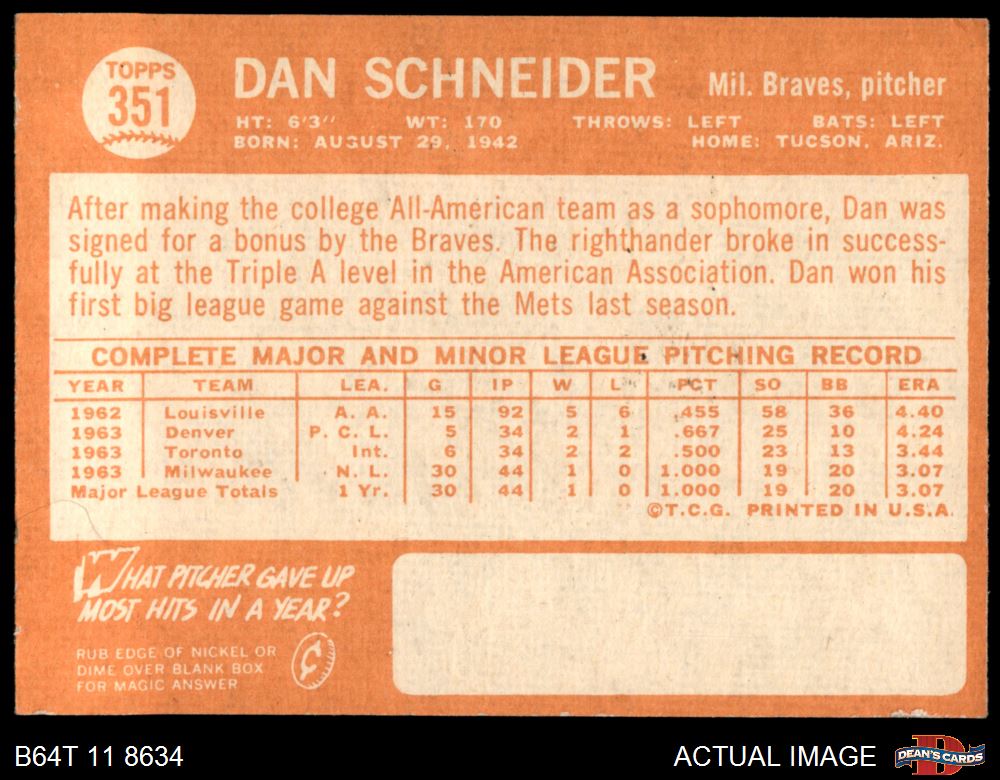 TOPPS
351
DAN SCHNEIDER
Mil. Braves, pitcher
HT: 6'3" WT: 170 THROWS: LEFT BATS: LEFT
BORN: AUGUST 29, 1942 HOME: TUCSON, ARIZ.
After making the college All-American team as a sophomore, Dan was
signed for a bonus by the Braves. The righthander broke in success-
fully at the Triple A level in the American Association. Dan won his
first big league game against the Mets last season.
COMPLETE MAJOR AND MINOR LEAGUE PITCHING RECORD
YEAR TEAM LEA. G IP W L PCT SO BB ERA
1962 Louisville A. A. 15 92 5 6 .455 58 36 4.40
1963 Denver P. C. L. 5 34 2 1 .667 25 10 4.24
1963 Toronto Int. 6 34 2 2 .500 23 13 3.44
1963 Milwaukee N. L. 30 44 1 0 1.000 19 20 3.07
Major League Totals 1 Yr. 30 44 1 0 1.000 19 20 3.07
©T.C.G. PRINTED IN U.S.A.
WHAT PITCHER GAVE UP
MOST HITS IN A YEAR?
RUB EDGE OF NICKEL OR
DIME OVER BLANK BOX
FOR MAGIC ANSWER
B64T 11 8634
ACTUAL IMAGE
DEAN'S CARDS